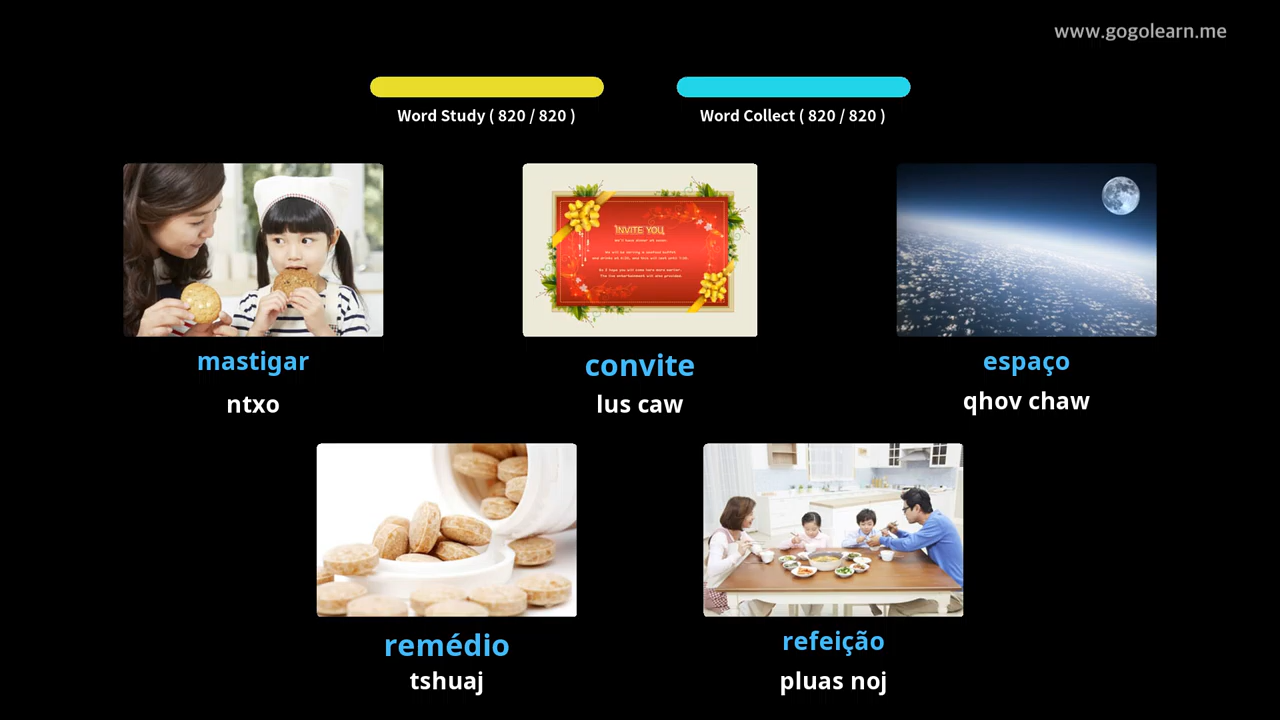 www.gogolearn.me
Word Study ( 820 / 820 )
Word Collect ( 820 / 820 )
INVITE YOU
mastigar
convite
espaço
ntxo
lus caw
qhov chaw
remédio
refeição
tshuaj
pluas noj